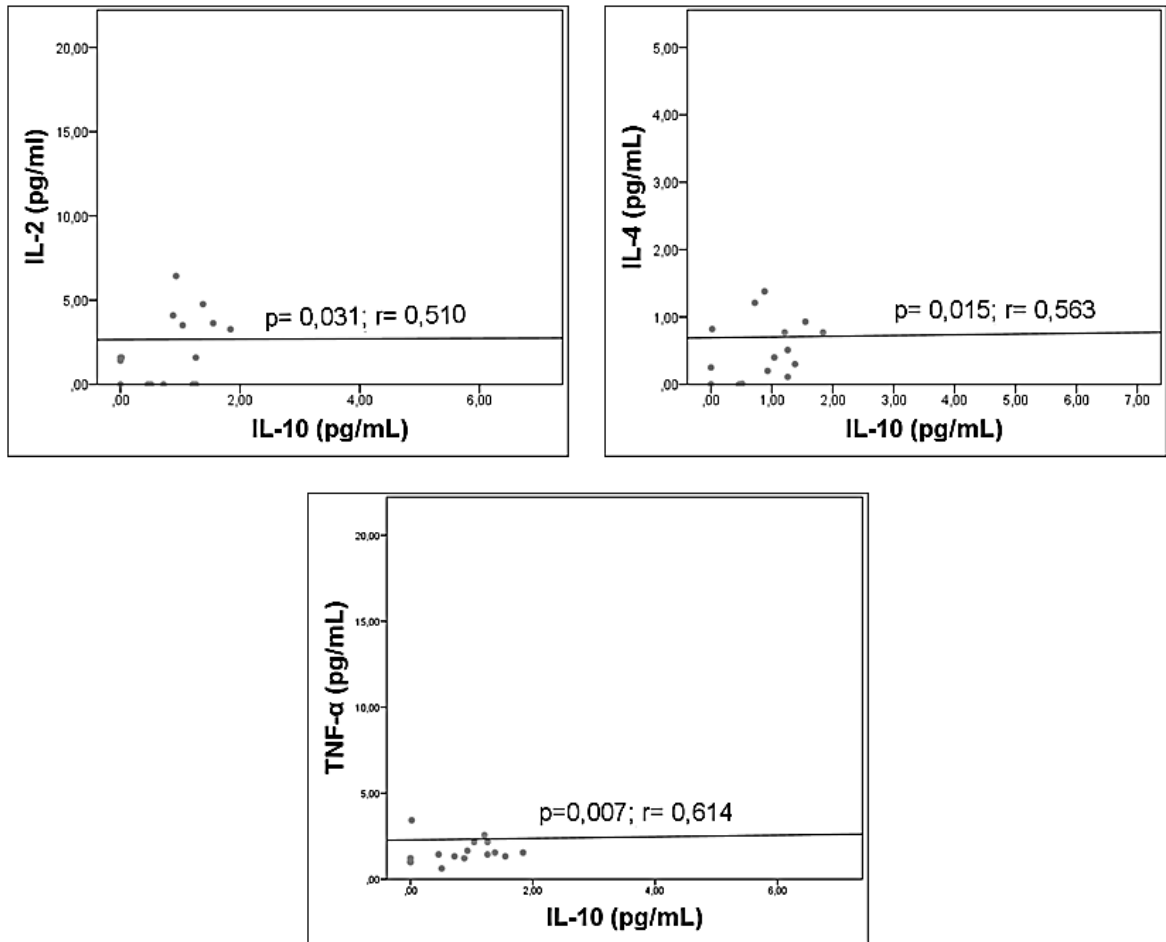 20,00
15,00
10,00
5,00
,00
IL-2 (pg/ml)
p= 0,031; r= 0,510
,00 2,00 4,00 6,00
IL-10 (pg/mL)
5,00
4,00
3,00
2,00
1,00
,00
IL-4 (pg/mL)
p= 0,015; r= 0,563
,00 1,00 2,00 3,00 4,00 5,00 6,00 7,00
IL-10 (pg/mL)
20,00
15,00
10,00
5,00
,00
TNF-α (pg/mL)
p=0,007; r= 0,614
,00 2,00 4,00 6,00
IL-10 (pg/mL)